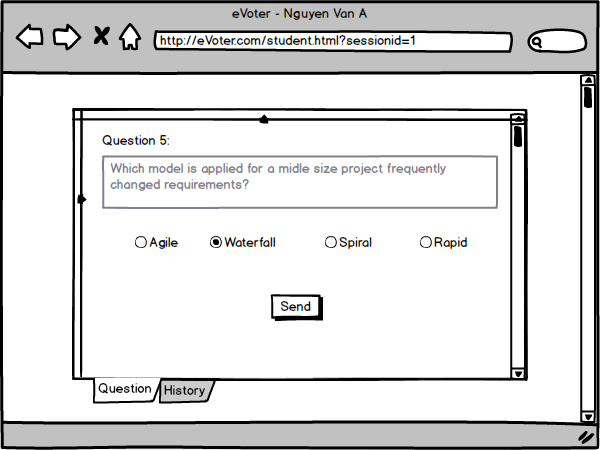 eVoter - Nguyen Van A
http://eVoter.com/student.html?sessionid=1
Question 5:
Which model is applied for a midle size project frequently
changed requirements?
Agile Waterfall Spiral Rapid
Send
Question History